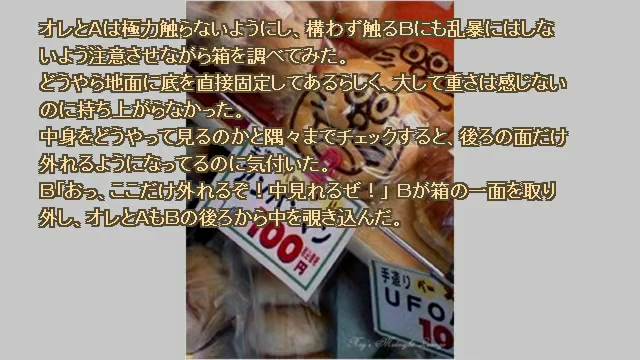 オレとAは極力触らないようにし、構わず触るBにも乱暴にはしな
いよう注意させながら箱を調べてみた。
どうやら地面に底を直接固定してあるらしく、大して重さは感じない
のに持ち上がらなかった。
中身をどうやって見るのかと隅々までチェックすると、後ろの面だけ
外れるようになってるのに気付いた。
B「おっ、ここだけ外れるぞ！中見れるぜ！」Bが箱の一面を取り
外し、オレとAもBの後ろから中を覗き込んだ。
100円
手造り パー
UFO
10